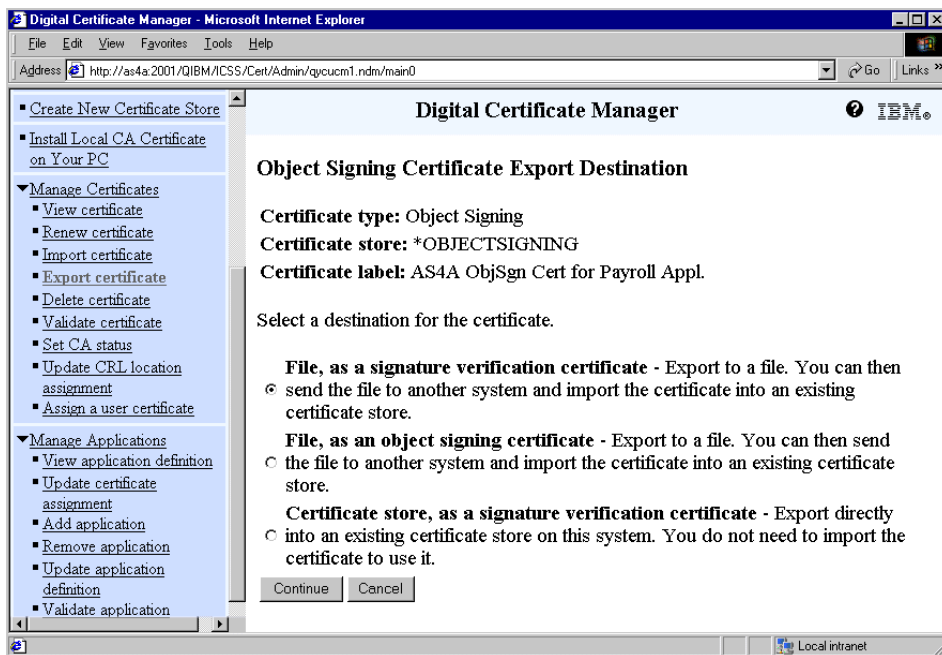 Digital Certificate Manager - Microsoft Internet Explorer
File Edit View Favorites Tools Help
Address http://as4a:2001/QIBM/ICSS/Cert/Admin/qycucm1.ndm/main0 Go Links »
Create New Certificate Store
Install Local CA Certificate
on Your PC
Manage Certificates
View certificate
Renew certificate
Import certificate
Export certificate
Delete certificate
Validate certificate
Set CA status
Update CRL location
assignment
Assign a user certificate
Manage Applications
View application definition
Update certificate
assignment
Add application
Remove application
Update application
definition
Validate application
Digital Certificate Manager
IBM®
Object Signing Certificate Export Destination
Certificate type: Object Signing
Certificate store: *OBJECTSIGNING
Certificate label: AS4A ObjSgn Cert for Payroll Appl.
Select a destination for the certificate.
File, as a signature verification certificate - Export to a file. You can then
send the file to another system and import the certificate into an existing
certificate store.
File, as an object signing certificate - Export to a file. You can then send
the file to another system and import the certificate into an existing certificate
store.
Certificate store, as a signature verification certificate - Export directly
into an existing certificate store on this system. You do not need to import the
certificate to use it.
Continue Cancel
Local intranet